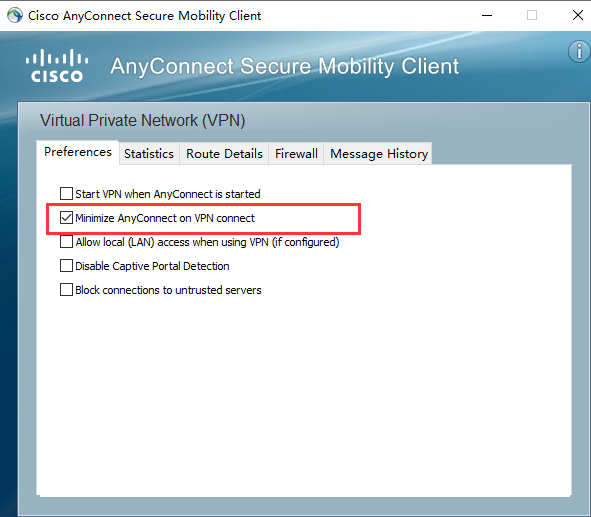 Cisco AnyConnect Secure Mobility Client
CISCO
AnyConnect Secure Mobility Client
i
Virtual Private Network (VPN)
Preferences Statistics Route Details Firewall Message History
Start VPN when AnyConnect is started
Minimize AnyConnect on VPN connect
Allow local (LAN) access when using VPN (if configured)
Disable Captive Portal Detection
Block connections to untrusted servers